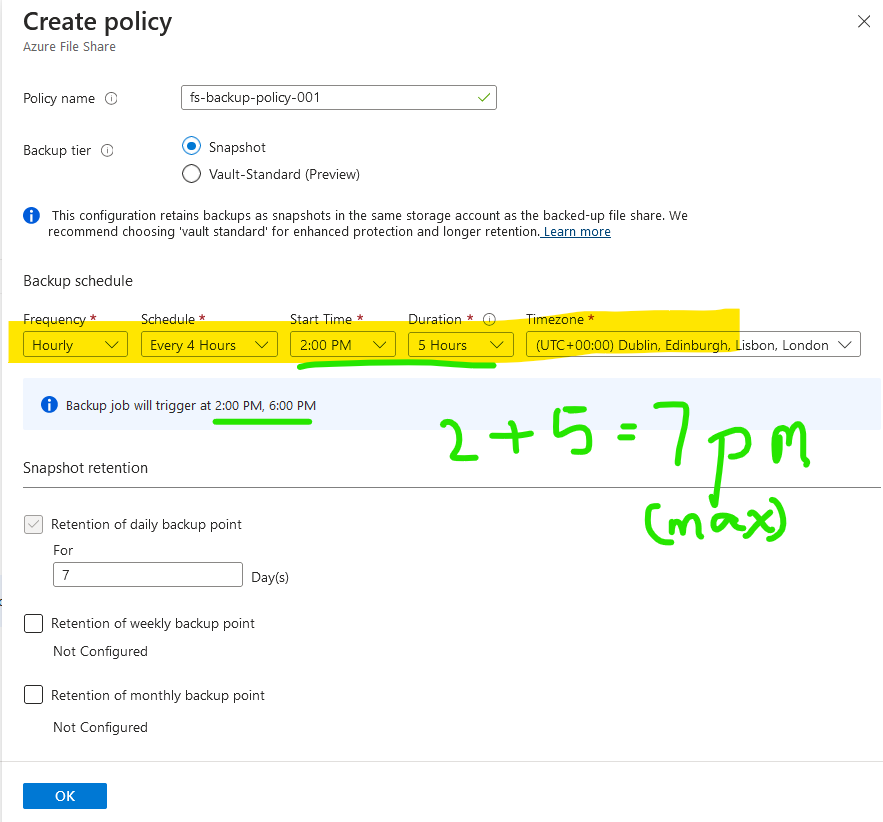 Create policy
Azure File Share
Policy name
fs-backup-policy-001
Backup tier
Snapshot
Vault-Standard (Preview)
This configuration retains backups as snapshots in the same storage account as the backed-up file share. We
recommend choosing 'vault standard' for enhanced protection and longer retention. Learn more
Backup schedule
Frequency * Schedule * Start Time * Duration * Timezone *
Hourly Every 4 Hours 2:00 PM 5 Hours (UTC+00:00) Dublin, Edinburgh, Lisbon, London
Backup job will trigger at 2:00 PM, 6:00 PM
2 + 5 = 7 pm
(max)
Snapshot retention
Retention of daily backup point
For
7 Day(s)
Retention of weekly backup point
Not Configured
Retention of monthly backup point
Not Configured
OK